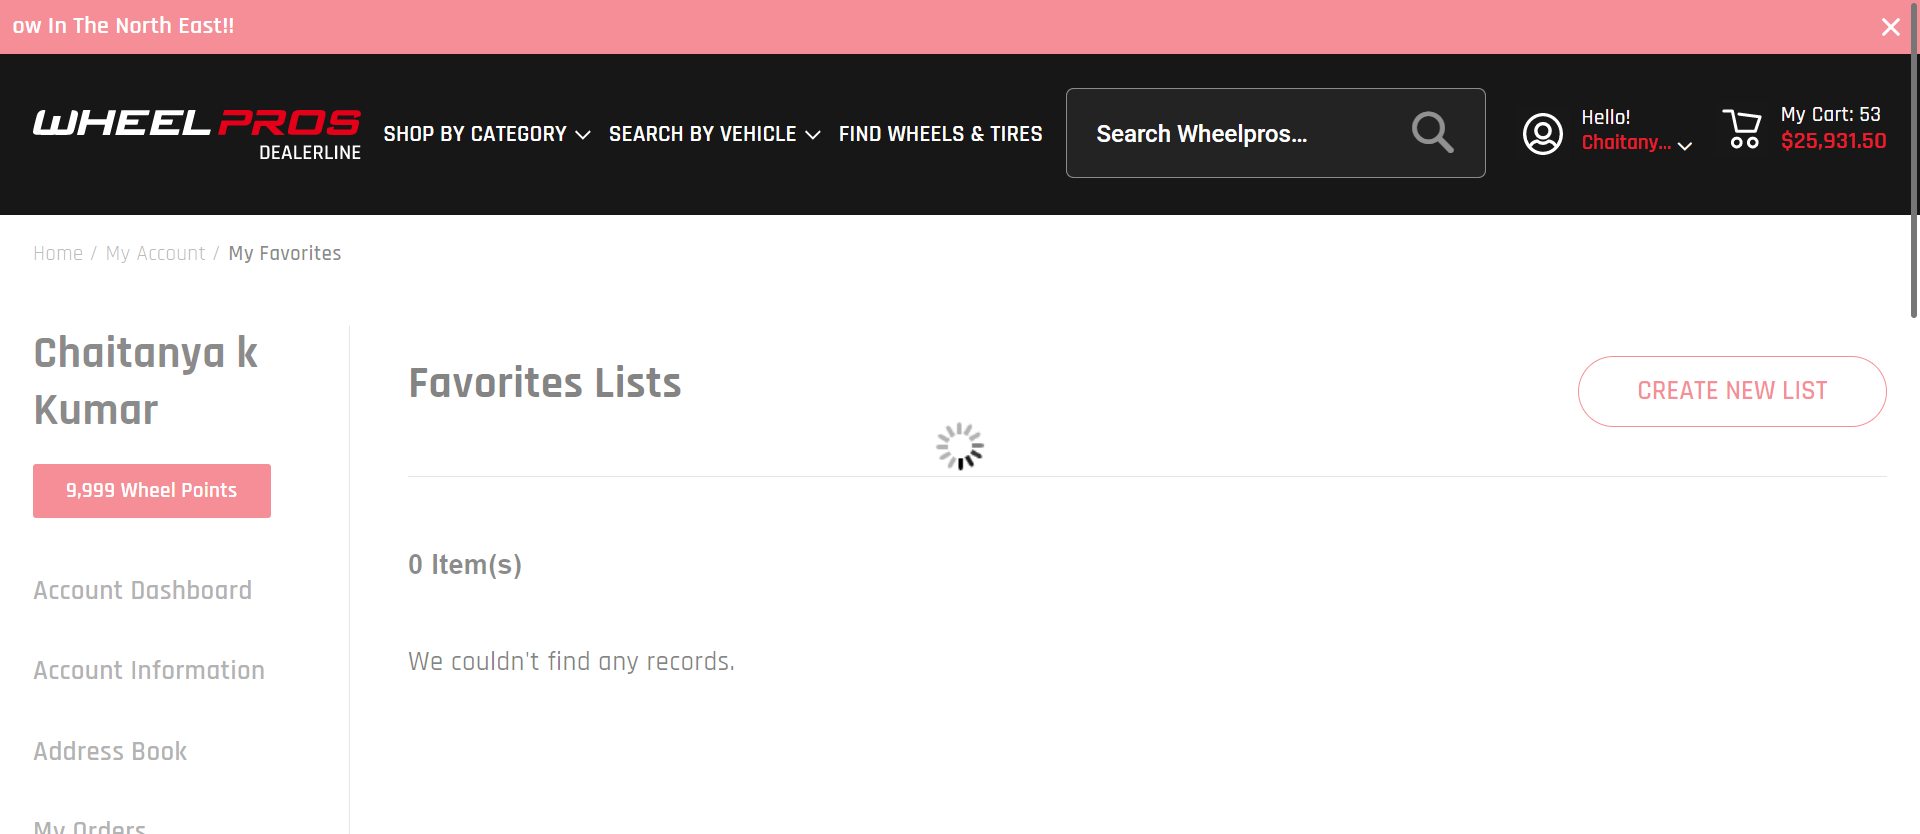 ow In The North East!!
WHEEL PROS
DEALERLINE
SHOP BY CATEGORY
SEARCH BY VEHICLE
FIND WHEELS & TIRES
Search Wheelpros...
Hello!
Chaitany...
My Cart: 53
$25,931.50
Home / My Account / My Favorites
Chaitanya k
Kumar
9,999 Wheel Points
Account Dashboard
Account Information
Address Book
My Orders
Favorites Lists
CREATE NEW LIST
0 Item(s)
We couldn't find any records.